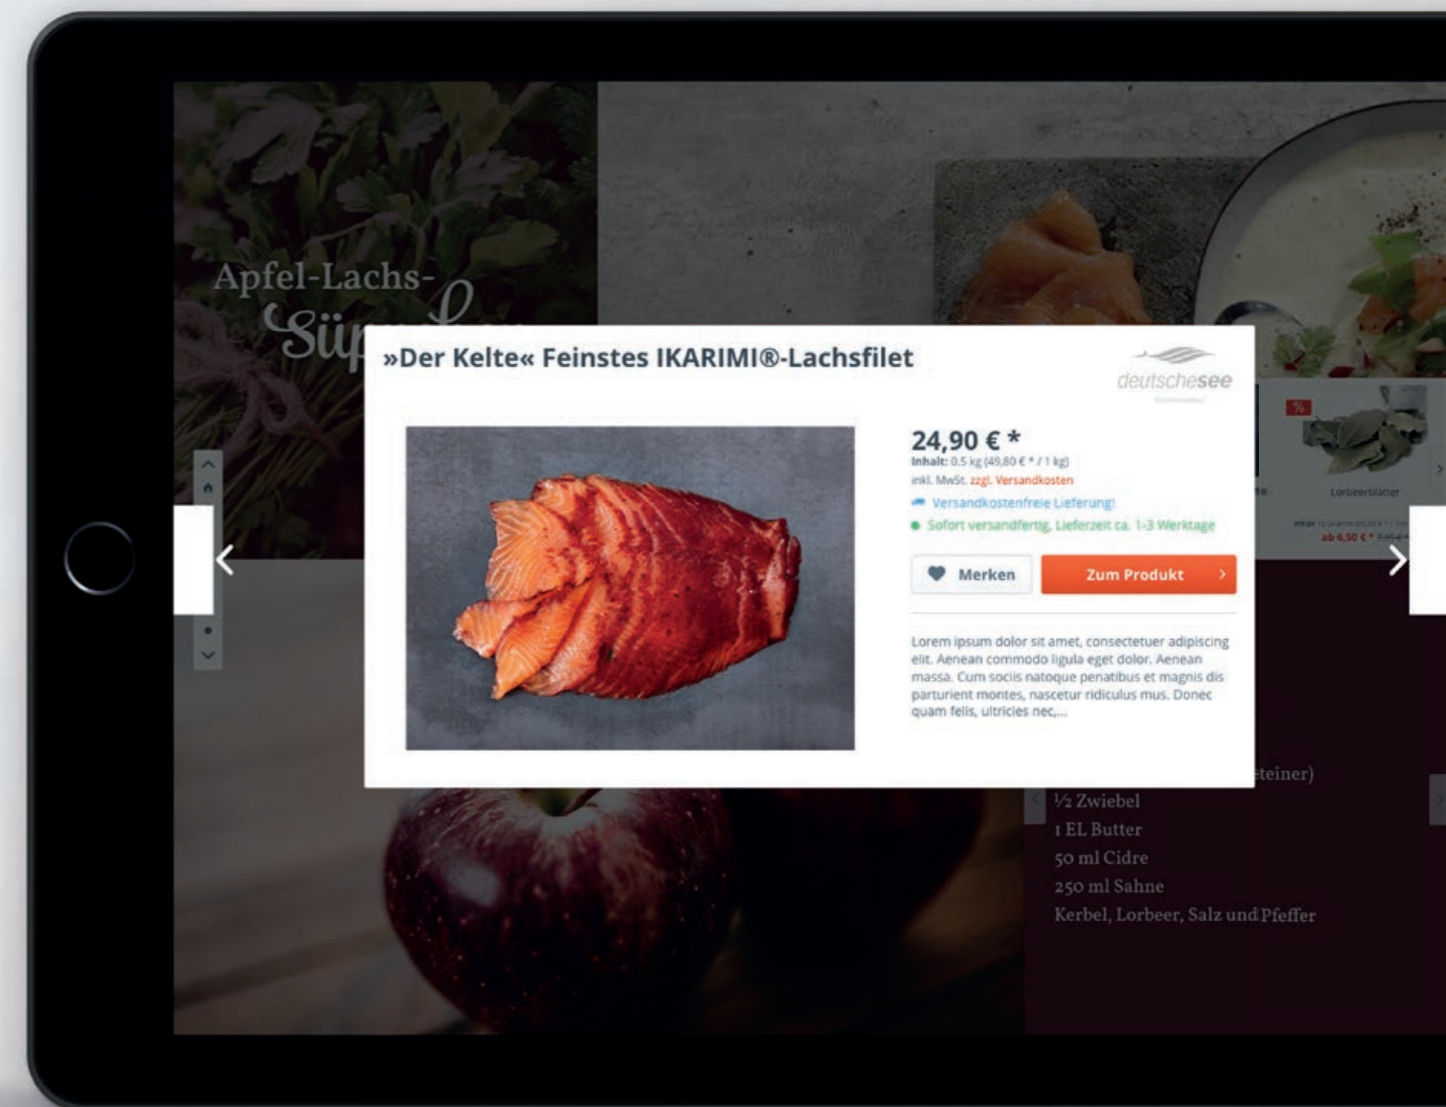 Apfel-Lachs-
»Der Kelte« Feinstes IKARIMI®-Lachsfilet
deutschesee
24,90 € *
Inhalt: 0.5 kg (49,80 € * / 1 kg)
inkl. MwSt. zzgl. Versandkosten
Versandkostenfreie Lieferung!
Sofort versandfertig, Lieferzeit ca. 1-3 Werktage
Merken
Zum Produkt
Lorem ipsum dolor sit amet, consectetuer adipiscing
elit. Aenean commodo ligula eget dolor. Aenean
massa. Cum sociis natoque penatibus et magnis dis
parturient montes, nascetur ridiculus mus. Donec
quam felis, ultricies nec,...
%
Lorbeerblätter
ab 6,50 € *
½ Zwiebel
1 EL Butter
50 ml Cidre
250 ml Sahne
Kerbel, Lorbeer, Salz und Pfeffer